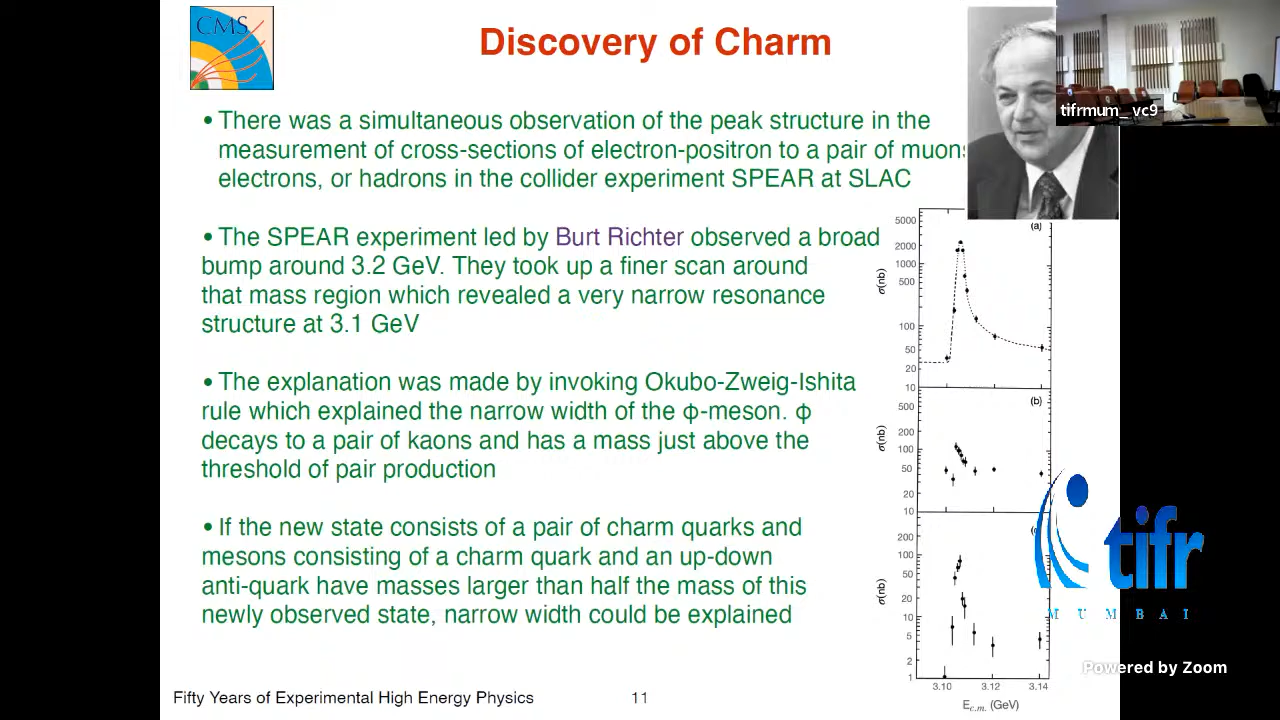 CMS
Discovery of Charm
tifrmum_ vc9
• There was a simultaneous observation of the peak structure in the
measurement of cross-sections of electron-positron to a pair of muons
electrons, or hadrons in the collider experiment SPEAR at SLAC
• The SPEAR experiment led by Burt Richter observed a broad
bump around 3.2 GeV. They took up a finer scan around
that mass region which revealed a very narrow resonance
structure at 3.1 GeV
• The explanation was made by invoking Okubo-Zweig-Ishita
rule which explained the narrow width of the ϕ-meson. ϕ
decays to a pair of kaons and has a mass just above the
threshold of pair production
• If the new state consists of a pair of charm quarks and
mesons consisting of a charm quark and an up-down
anti-quark have masses larger than half the mass of this
newly observed state, narrow width could be explained
5000
2000
1000
500
100
50
20
10
σ(nb)
(a)
500
200
100
50
20
10
σ(nb)
(b)
200
100
50
20
10
5
2
1
σ(nb)
3.10 3.12 3.14
E c.m. (GeV)
tifr
MUMBAI
Powered by Zoom
Fifty Years of Experimental High Energy Physics 11